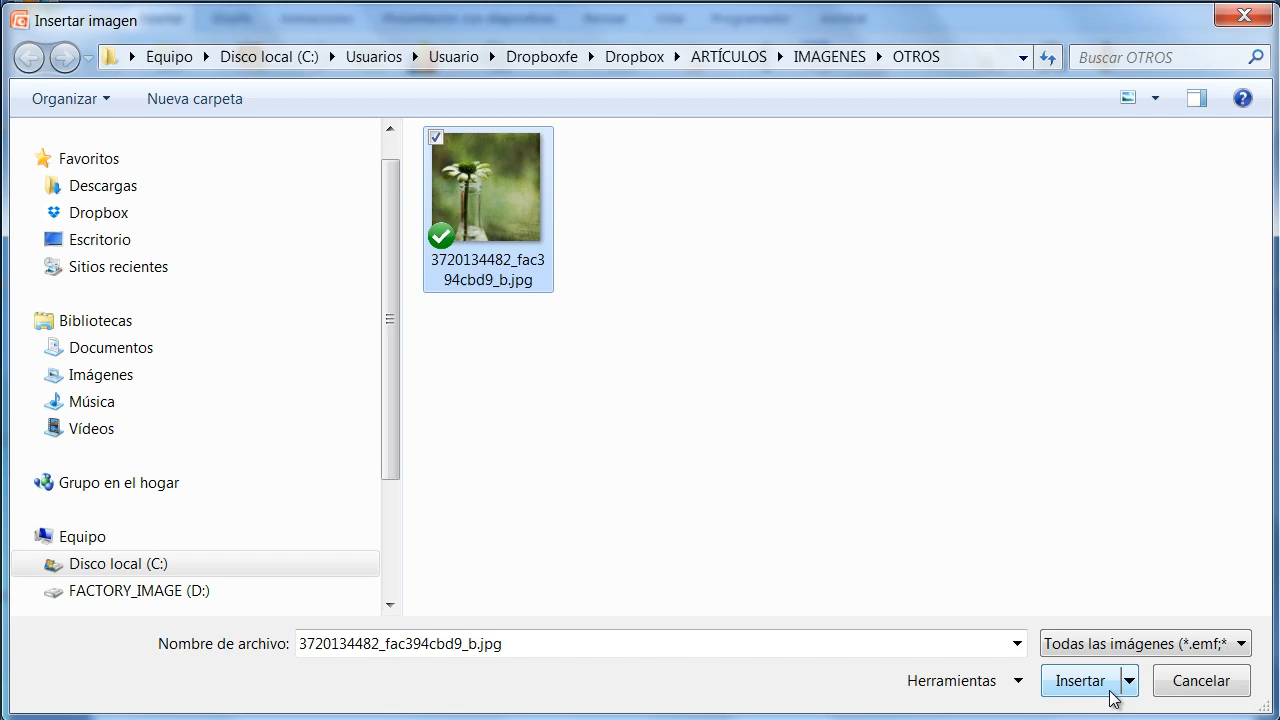 Insertar imagen
Equipo Disco local (C:) Usuarios Usuario Dropboxfe Dropbox ARTÍCULOS IMAGENES OTROS Buscar OTROS
Organizar Nueva carpeta
Favoritos
Descargas
Dropbox
Escritorio
Sitios recientes
Bibliotecas
Documentos
Imágenes
Música
Vídeos
Grupo en el hogar
Equipo
Disco local (C:)
FACTORY_IMAGE (D:)
3720134482_fac3
94cbd9_b.jpg
Nombre de archivo: 3720134482_fac394cbd9_b.jpg Todas las imágenes (*.emf;*
Herramientas Insertar Cancelar